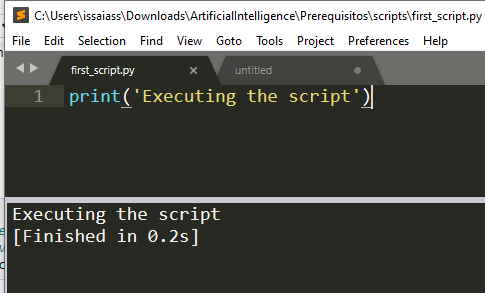 C:\Users\issaiass\Downloads\ArtificialIntelligence\Prerequisitos\scripts\first_script.py
File Edit Selection Find View Goto Tools Project Preferences Help
first_script.py × untitled
1 print('Executing the script')
Executing the script
[Finished in 0.2s]